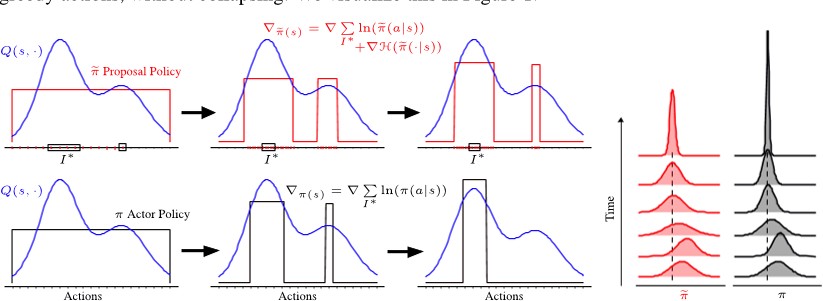 greedy actions, without collapsing. We visualize this in Figure 1.
∇π̃(s) = ∇ Σ ln(π̃(a|s))
I*
+∇ℋ(π̃(·|s))
Q(s, ·)
π̃ Proposal Policy
I*
I*
I*
Q(s, ·)
π Actor Policy
∇π(s) = ∇ Σ ln(π(a|s))
I*
Actions
Actions
Actions
Time
π̃
π